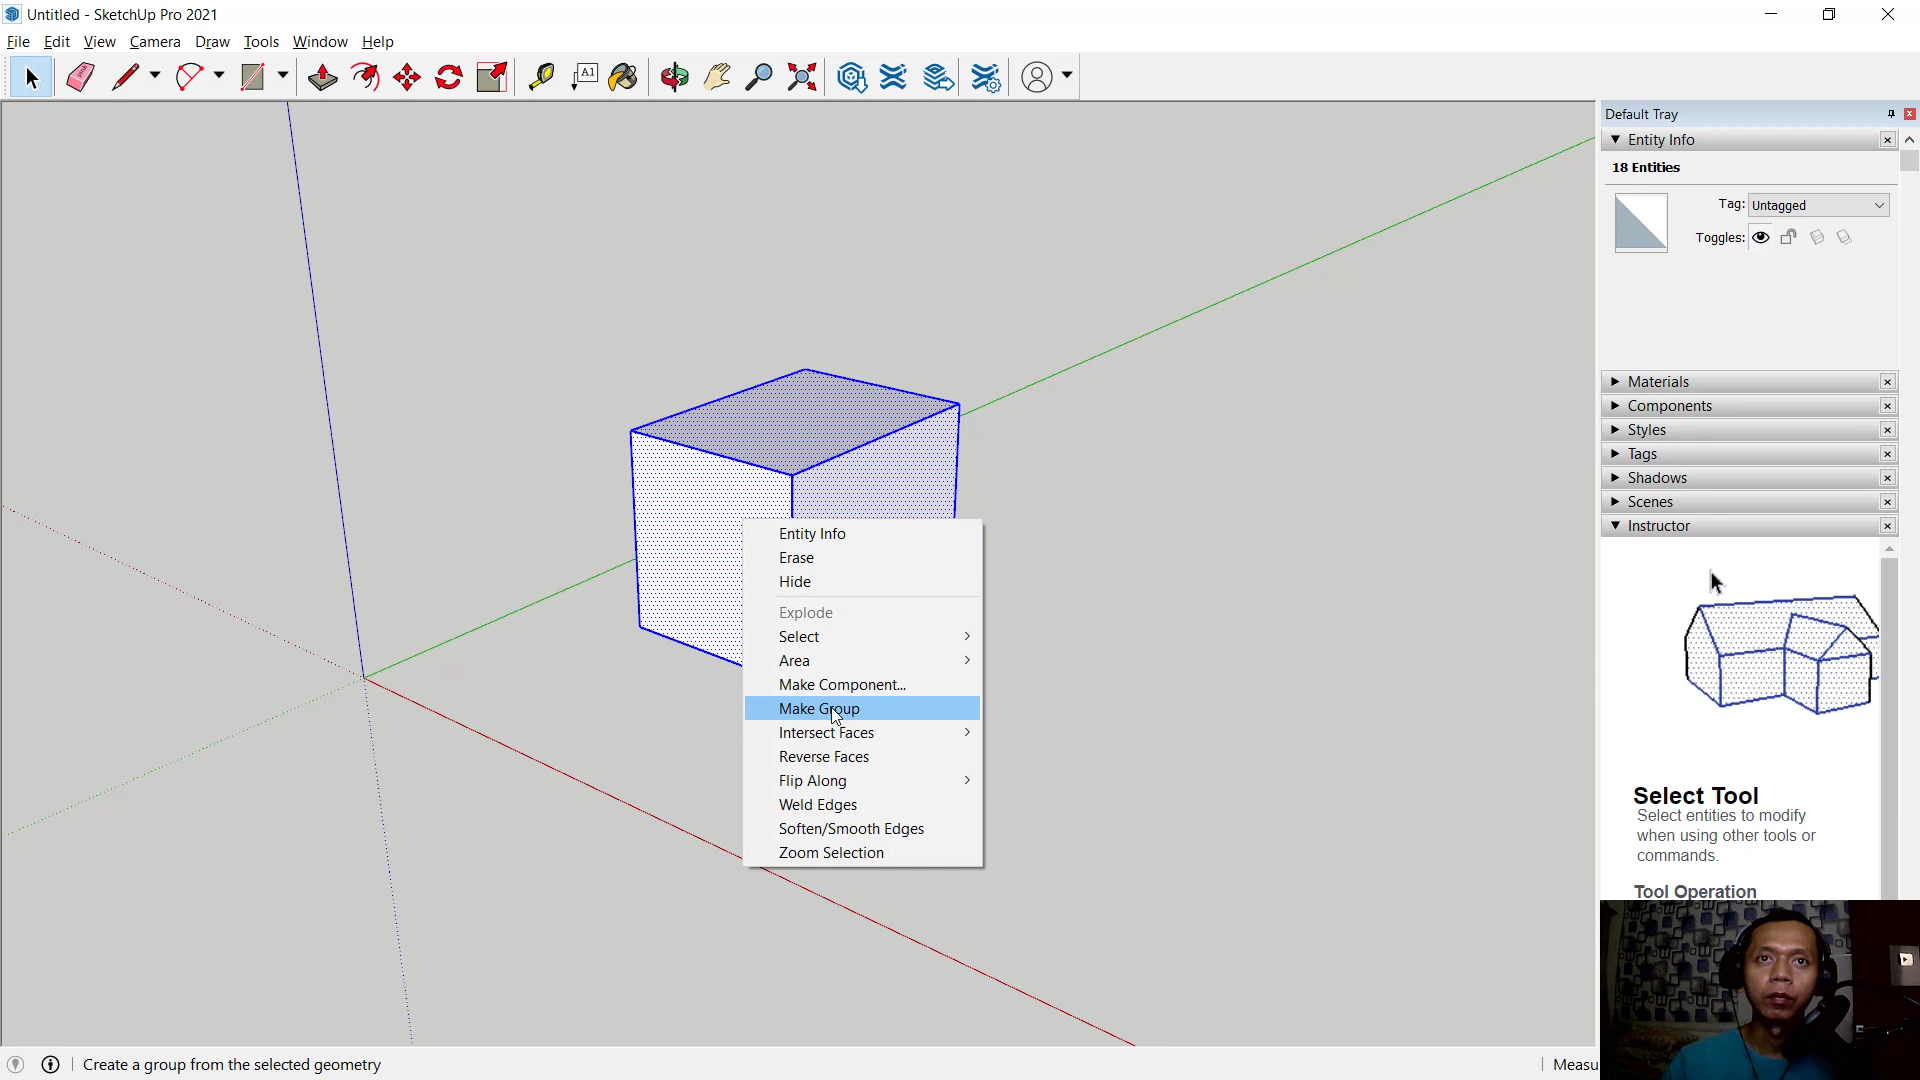 Untitled - SketchUp Pro 2021
File Edit View Camera Draw Tools Window Help
A1
Default Tray
Entity Info
18 Entities
Tag: Untagged
Toggles:
Materials
Components
Styles
Tags
Shadows
Scenes
Instructor
Entity Info
Erase
Hide
Explode
Select
Area
Make Component...
Make Group
Intersect Faces
Reverse Faces
Flip Along
Weld Edges
Soften/Smooth Edges
Zoom Selection
Select Tool
Select entities to modify
when using other tools or
commands.
Tool Operation
Create a group from the selected geometry
Measu